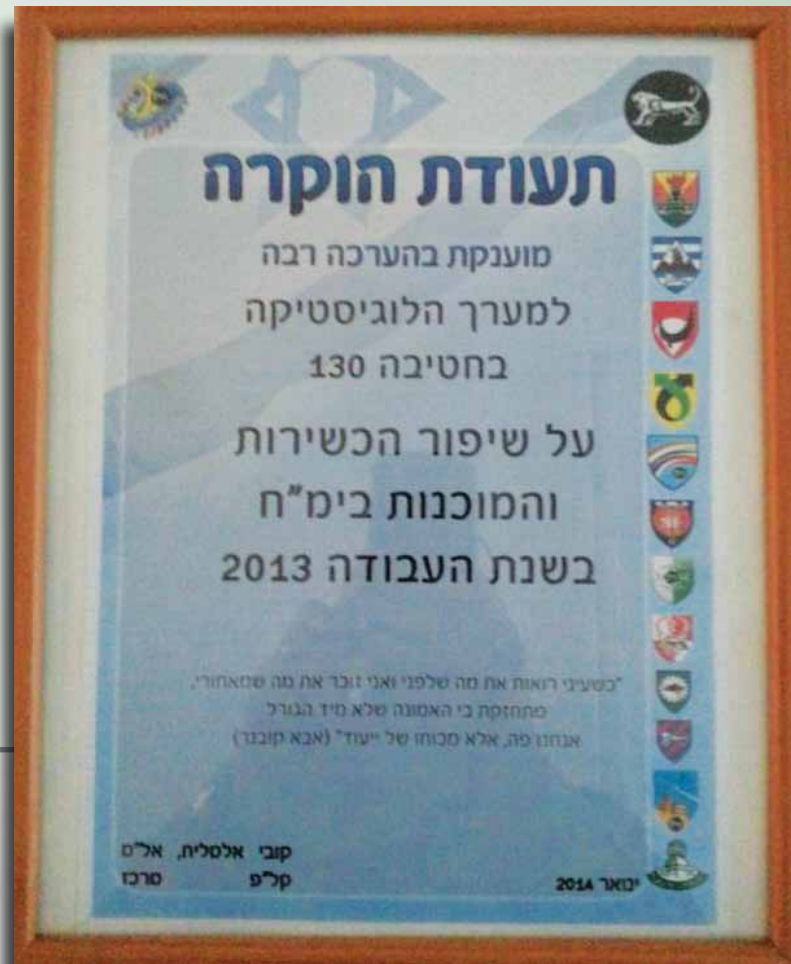 תעודת הוקרה
מוענקת בהערכה רבה
למערך הלוגיסטיקה
בחטיבה 130
על שיפור הכשירות
והמוכנות בימ"ח
בשנת העבודה 2013
"כשעיני רואות את מה שלפני ואני זוכר את מה שמאחורי,
מתחזקת בי האמונה שלא מיד הגורל
אנחנו פה, אלא מכוחו של ייעוד" (אבא קובנר)
קובי אלטלית, אל"ם
קל"פ מרכז
ינואר 2014